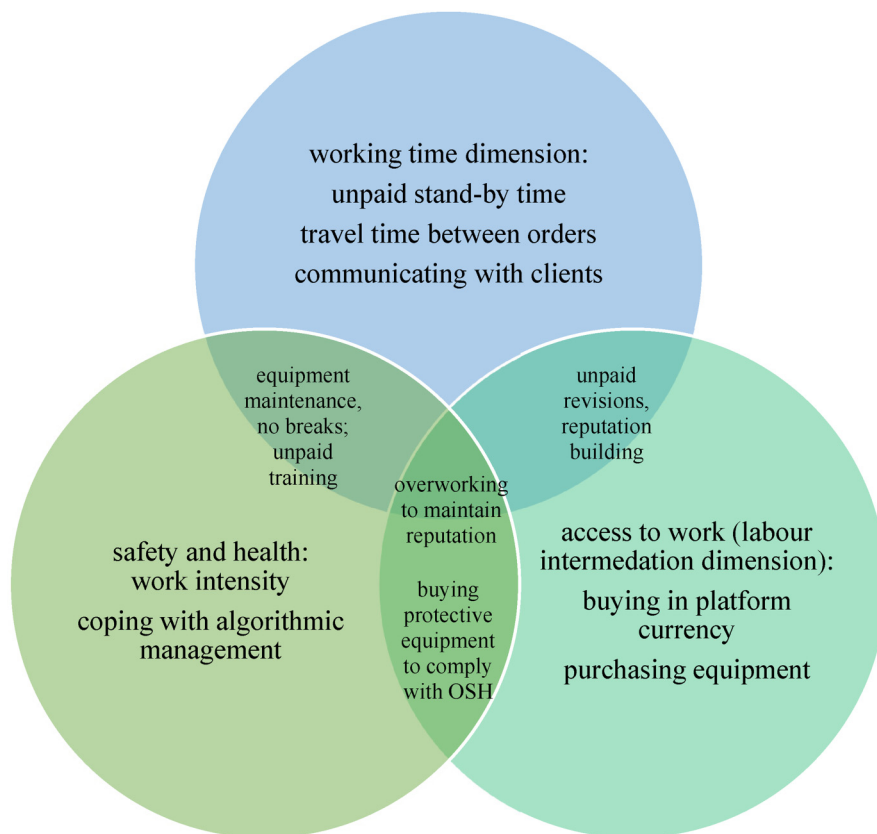 working time dimension:
unpaid stand-by time
travel time between orders
communicating with clients
equipment
maintenance,
no breaks;
unpaid
training
unpaid
revisions,
reputation
building
overworking
to maintain
reputation
buying
protective
equipment
to comply
with OSH
safety and health:
work intensity
coping with algorithmic
management
access to work (labour
intermedation dimension):
buying in platform
currency
purchasing equipment